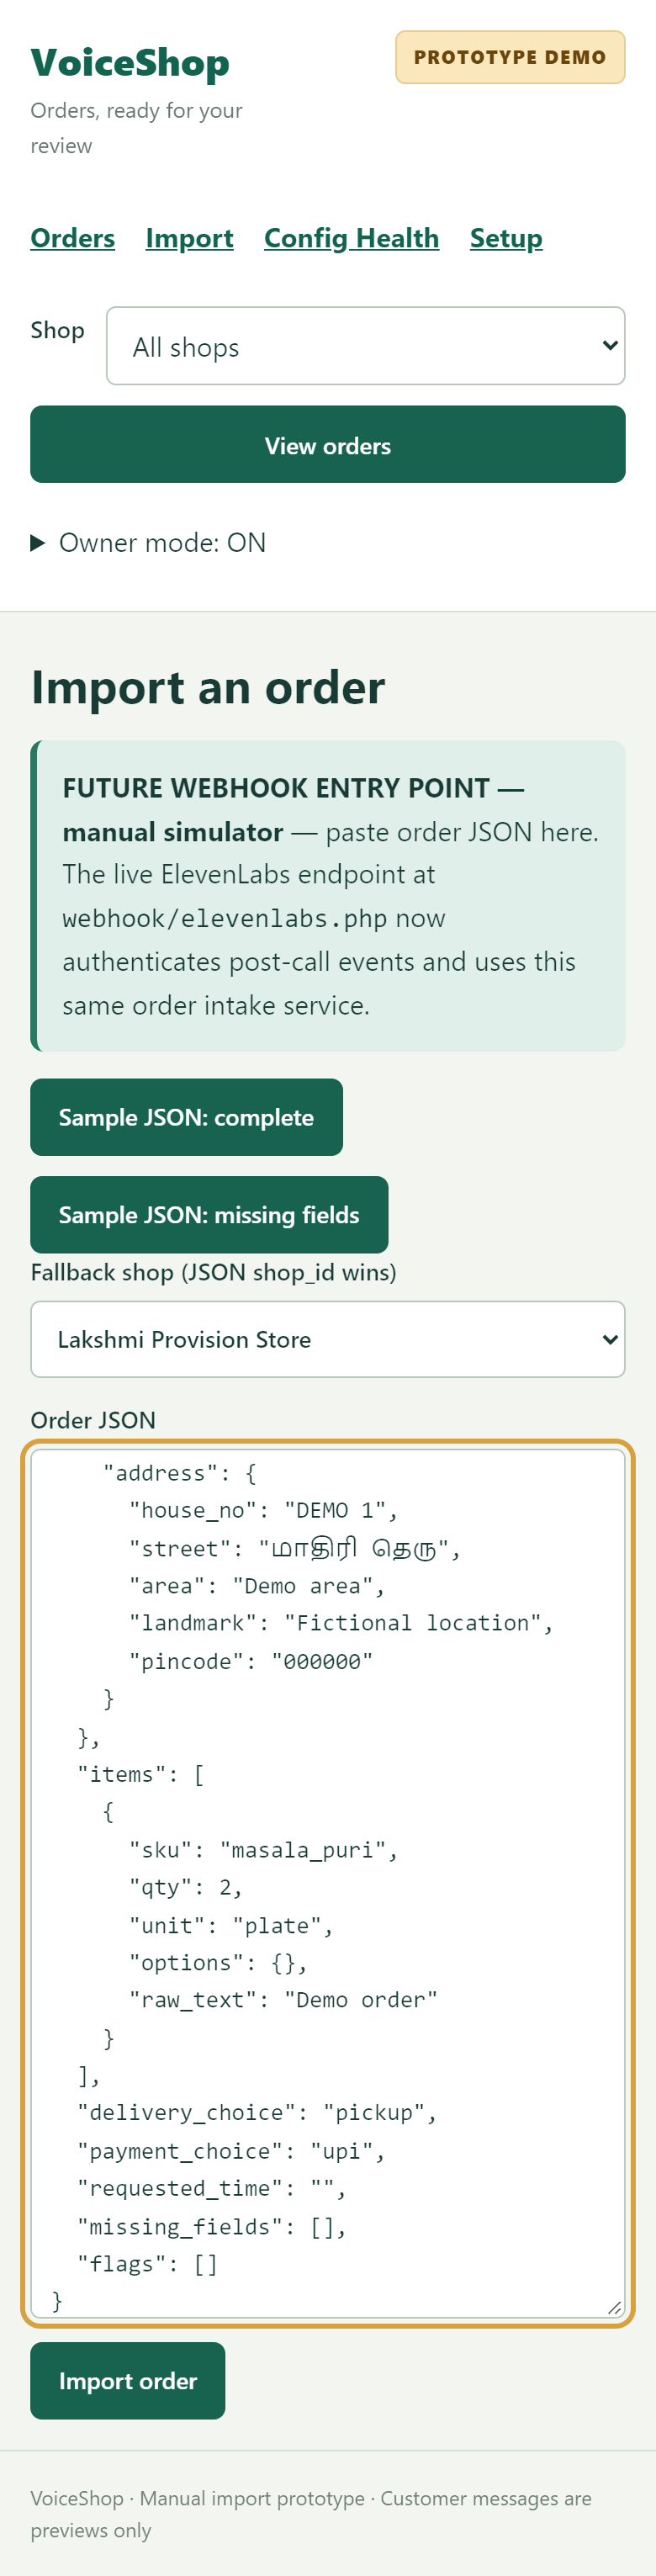 VoiceShop
PROTOTYPE DEMO
Orders, ready for your
review
Orders Import Config Health Setup
Shop
All shops
View orders
▶ Owner mode: ON
Import an order
FUTURE WEBHOOK ENTRY POINT —
manual simulator — paste order JSON here.
The live ElevenLabs endpoint at
webhook/elevenlabs.php now
authenticates post-call events and uses this
same order intake service.
Sample JSON: complete
Sample JSON: missing fields
Fallback shop (JSON shop_id wins)
Lakshmi Provision Store
Order JSON
    "address": {
      "house_no": "DEMO 1",
      "street": "மாதிரி தெரு",
      "area": "Demo area",
      "landmark": "Fictional location",
      "pincode": "000000"
    }
  },
  "items": [
    {
      "sku": "masala_puri",
      "qty": 2,
      "unit": "plate",
      "options": {},
      "raw_text": "Demo order"
    }
  ],
  "delivery_choice": "pickup",
  "payment_choice": "upi",
  "requested_time": "",
  "missing_fields": [],
  "flags": []
}
Import order
VoiceShop · Manual import prototype · Customer messages are
previews only